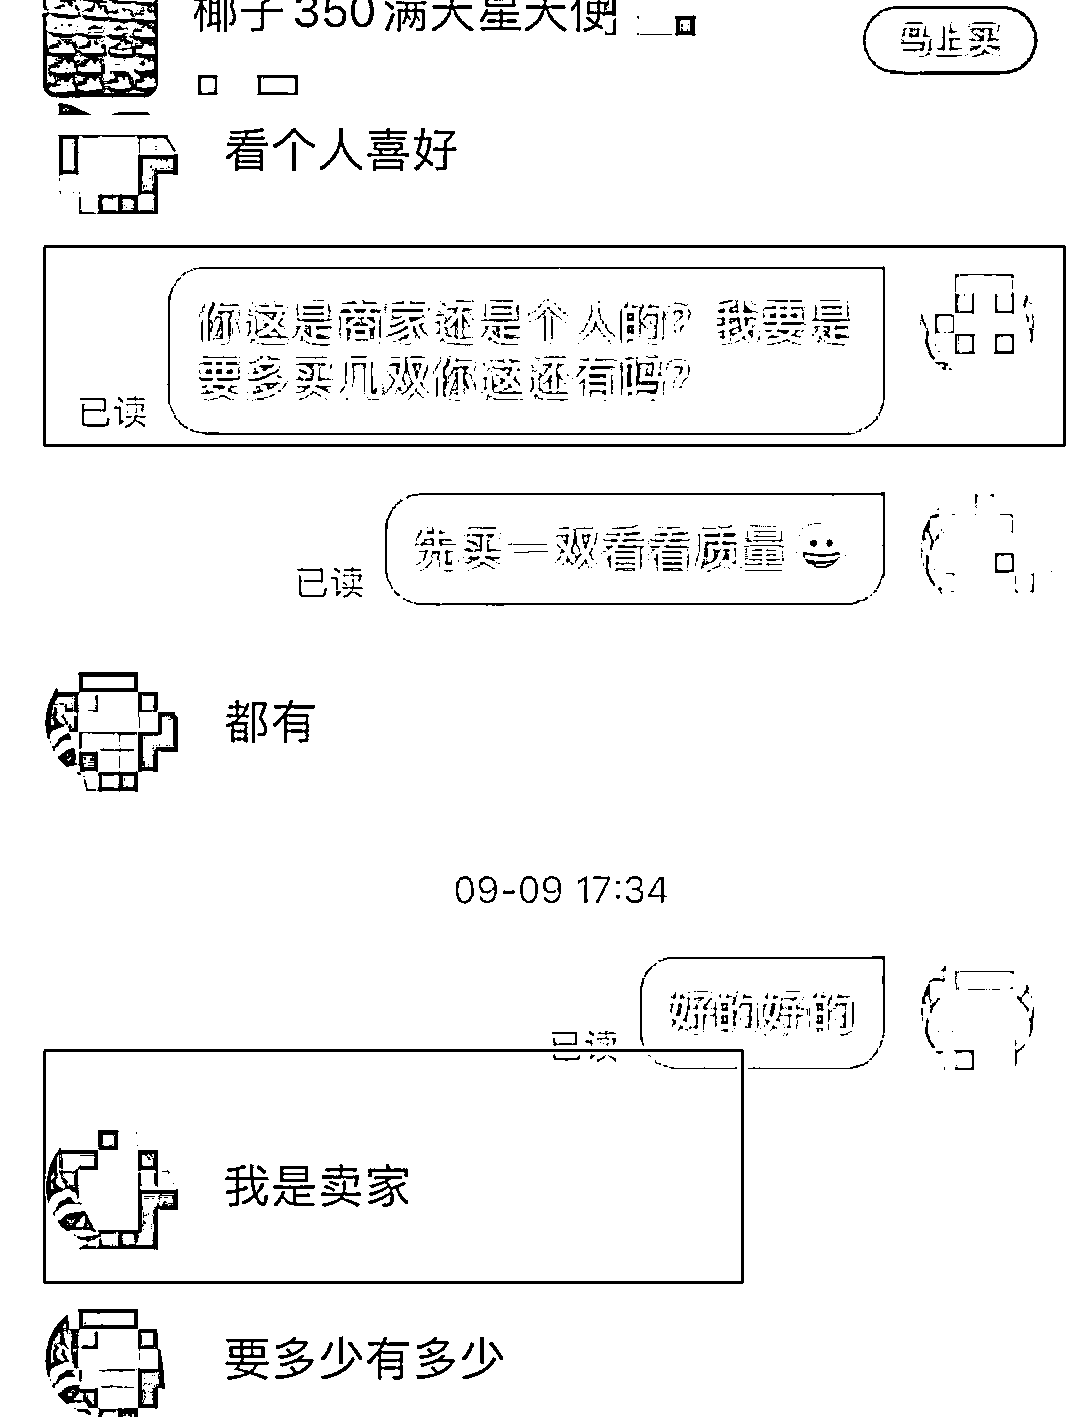 椰子350满天星天使
马上买
看个人喜好
你这是商家还是个人的？我要是
要多买几双你这还有吗？
已读
先买一双看看质量😀
已读
都有
09-09 17:34
好的好的
已读
我是卖家
要多少有多少